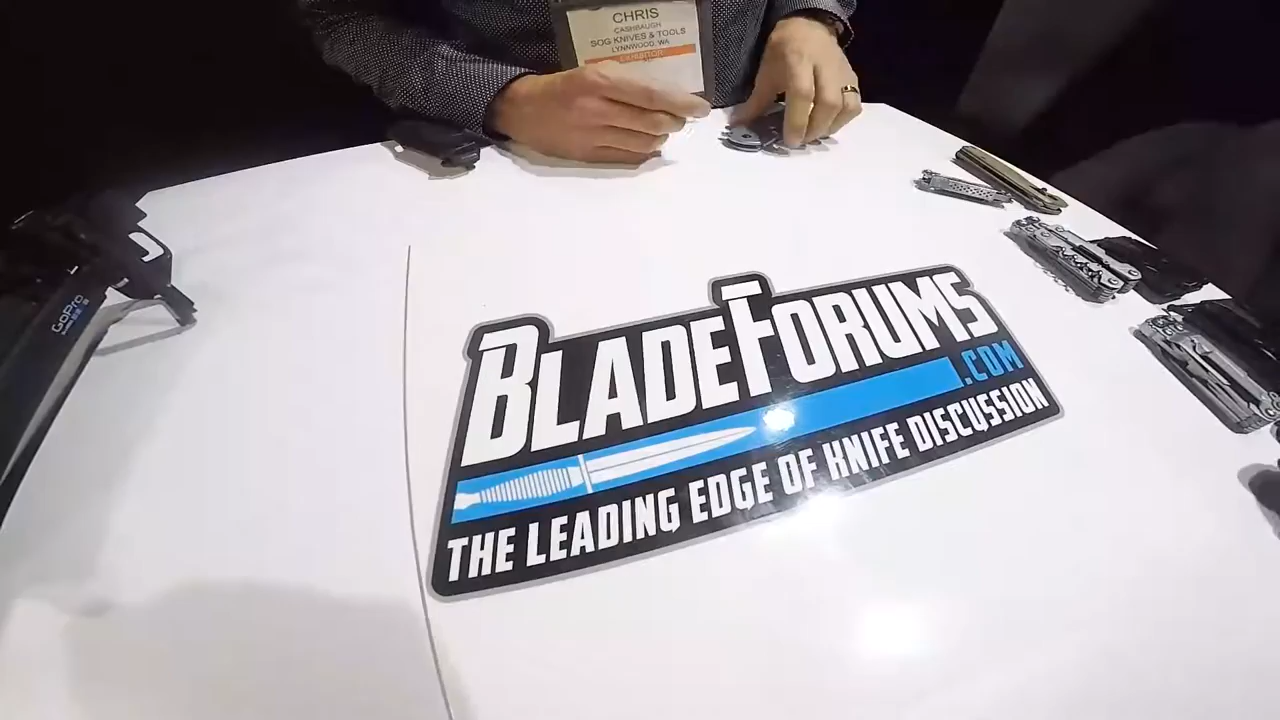 CHRIS
CASHBAUGH
SOG KNIVES & TOOLS
LYNNWOOD, WA
EXHIBITOR
GoPro
BLADEFORUMS
.COM
THE LEADING EDGE OF KNIFE DISCUSSION